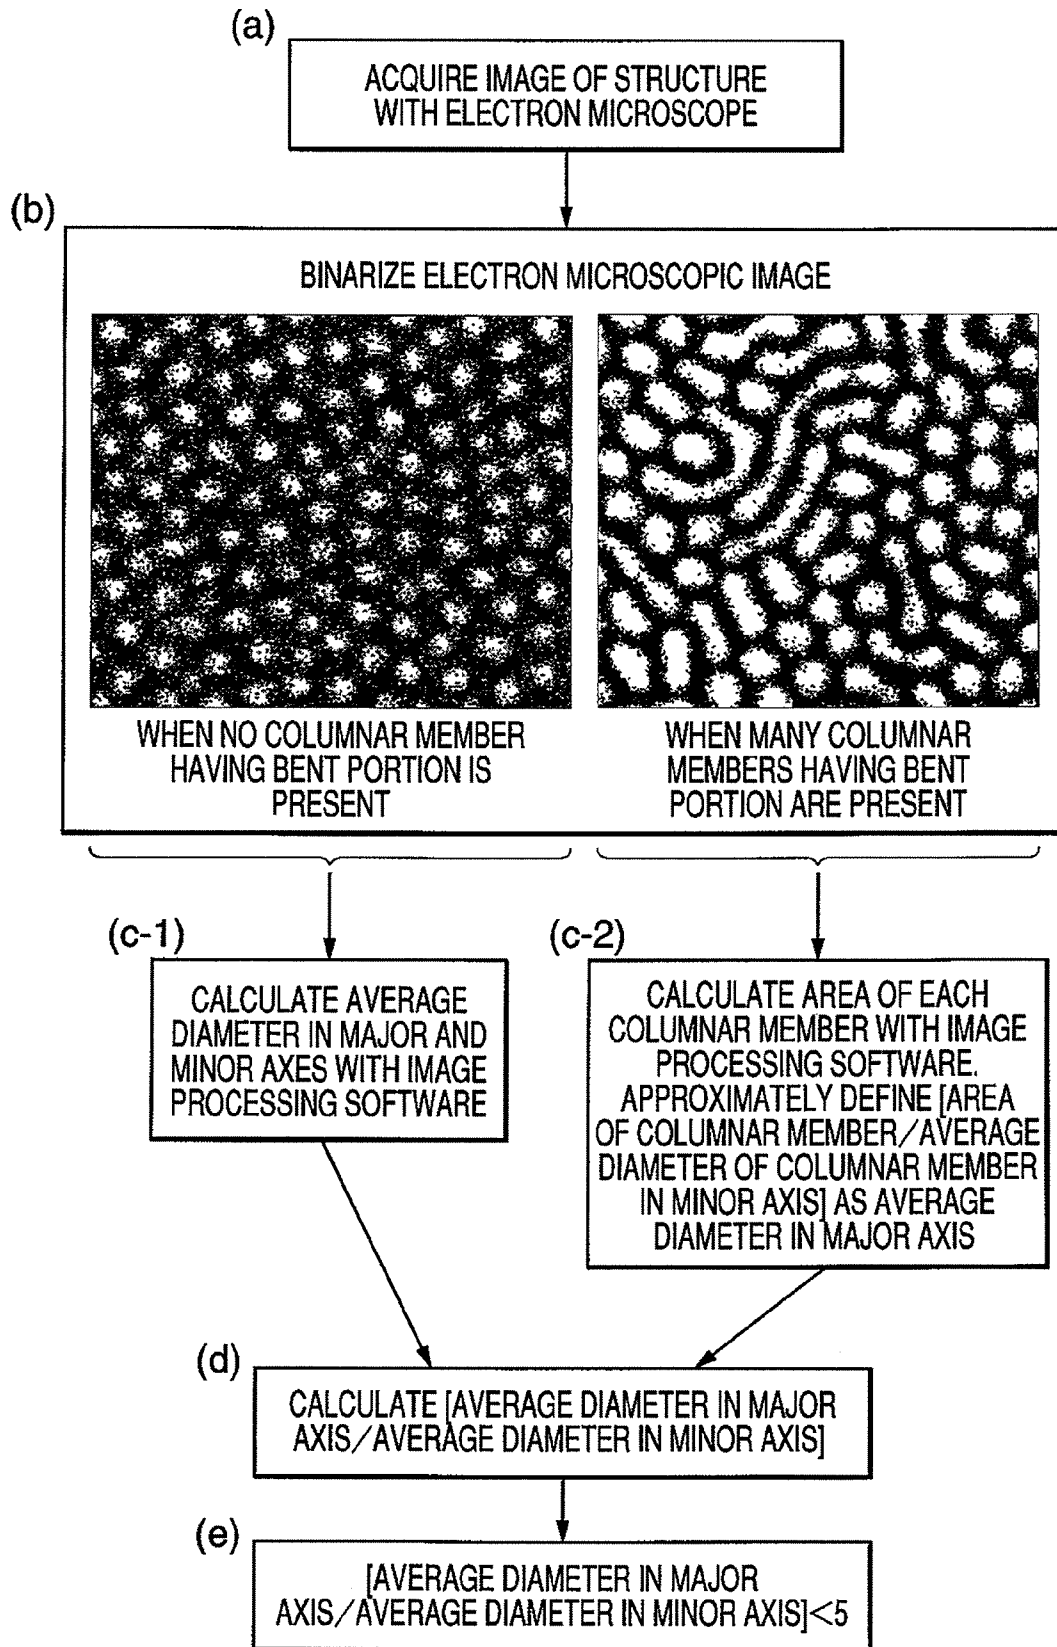 (a)
ACQUIRE IMAGE OF STRUCTURE
WITH ELECTRON MICROSCOPE
(b)
BINARIZE ELECTRON MICROSCOPIC IMAGE
WHEN NO COLUMNAR MEMBER
HAVING BENT PORTION IS
PRESENT
WHEN MANY COLUMNAR
MEMBERS HAVING BENT
PORTION ARE PRESENT
(c-1)
CALCULATE AVERAGE
DIAMETER IN MAJOR AND
MINOR AXES WITH IMAGE
PROCESSING SOFTWARE
(c-2)
CALCULATE AREA OF EACH
COLUMNAR MEMBER WITH IMAGE
PROCESSING SOFTWARE.
APPROXIMATELY DEFINE [AREA
OF COLUMNAR MEMBER/AVERAGE
DIAMETER OF COLUMNAR MEMBER
IN MINOR AXIS] AS AVERAGE
DIAMETER IN MAJOR AXIS
(d)
CALCULATE [AVERAGE DIAMETER IN MAJOR
AXIS/AVERAGE DIAMETER IN MINOR AXIS]
(e)
[AVERAGE DIAMETER IN MAJOR
AXIS/AVERAGE DIAMETER IN MINOR AXIS]<5